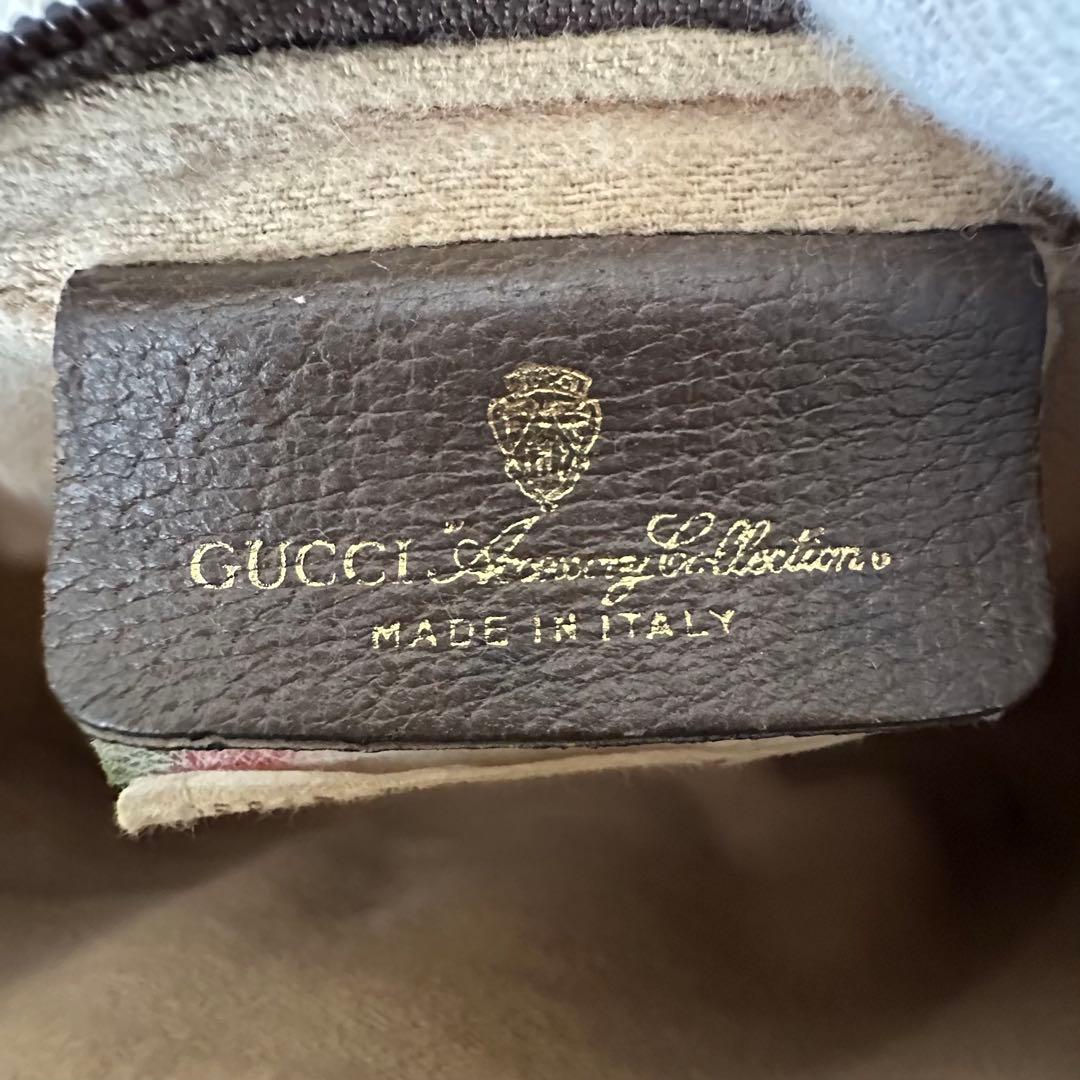 GUCCI "Accessory Collection"
MADE IN ITALY